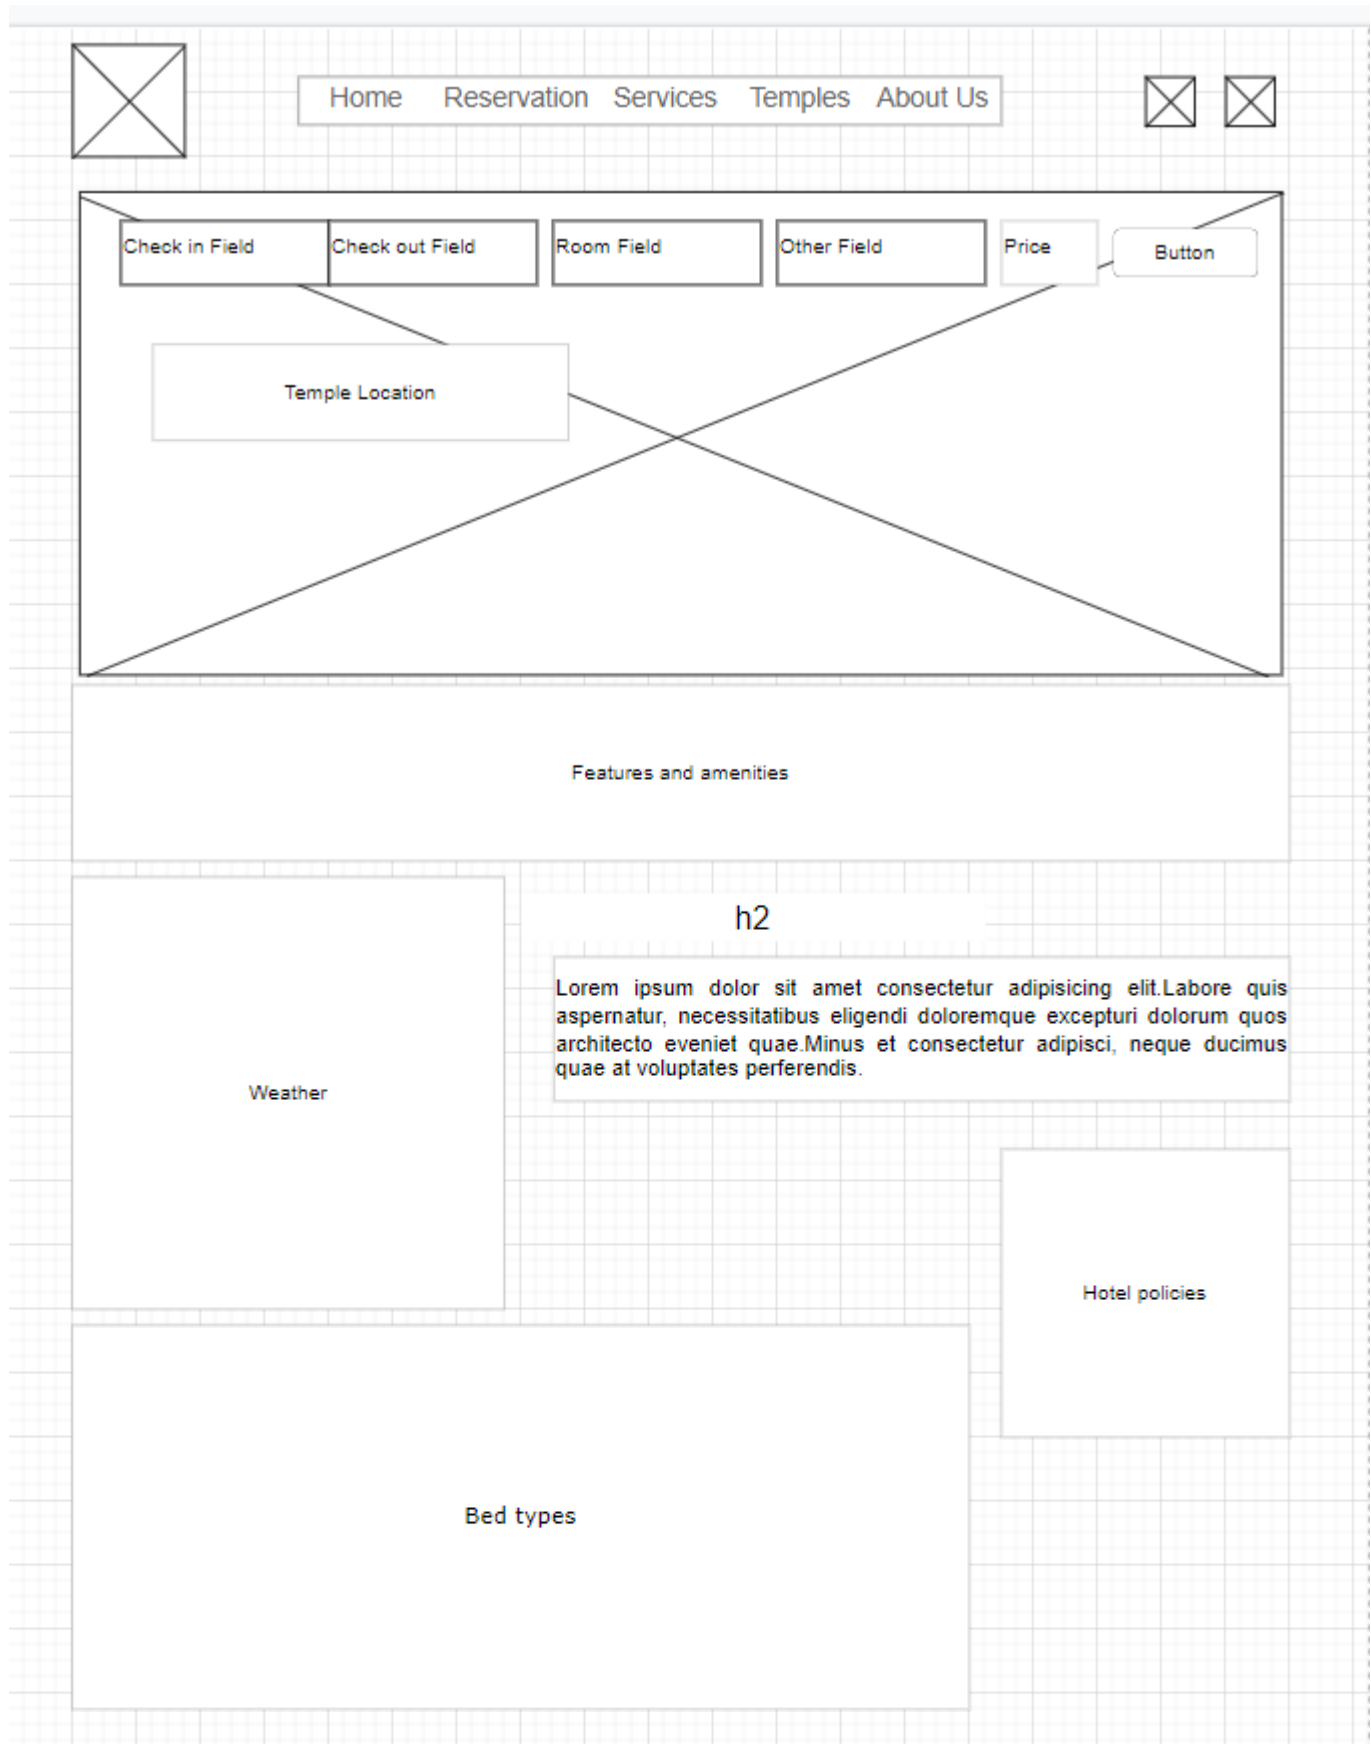 Home Reservation Services Temples About Us
Check in Field Check out Field Room Field Other Field Price Button
Temple Location
Features and amenities
h2
Lorem ipsum dolor sit amet consectetur adipisicing elit.Labore quis
aspernatur, necessitatibus eligendi doloremque excepturi dolorum quos
architecto eveniet quae.Minus et consectetur adipisci, neque ducimus
quae at voluptates perferendis.
Weather
Hotel policies
Bed types